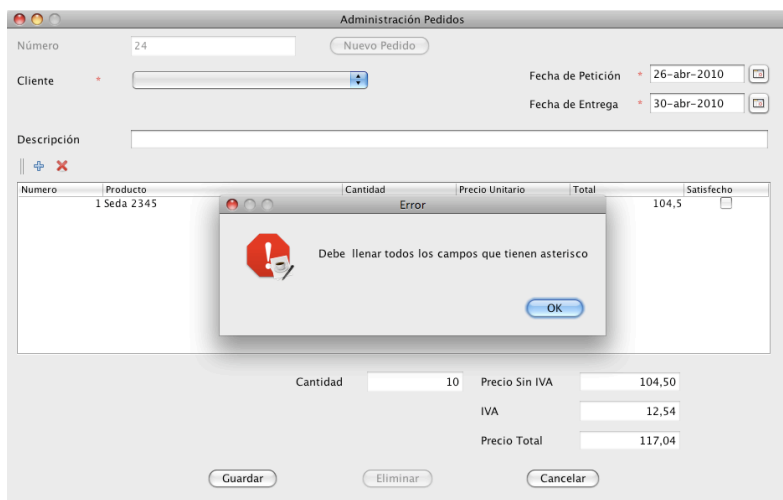 Administración Pedidos
Número 24 Nuevo Pedido
Cliente * Fecha de Petición * 26-abr-2010
Fecha de Entrega * 30-abr-2010
Descripción
Numero Producto Cantidad Precio Unitario Total Satisfecho
1 Seda 2345 104,5
Error
Debe llenar todos los campos que tienen asterisco
OK
Cantidad 10 Precio Sin IVA 104,50
IVA 12,54
Precio Total 117,04
Guardar Eliminar Cancelar